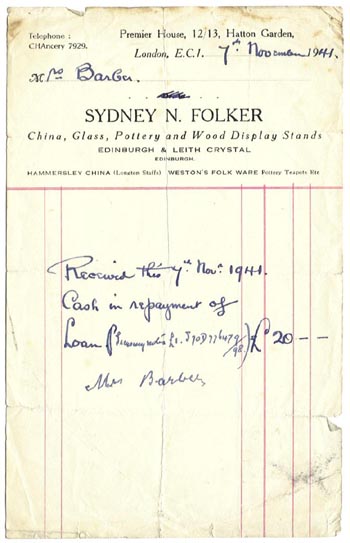 Telephone :
CHAncery 7929.
Premier House, 12/13, Hatton Garden,
London, E.C.1. 7th November 1941.
Mrs Barber.
SYDNEY N. FOLKER
China, Glass, Pottery and Wood Display Stands
EDINBURGH & LEITH CRYSTAL
EDINBURGH.
HAMMERSLEY CHINA (Longton Staffs) WESTON'S FOLK WARE Pottery Teapots Etc
Received this 7th Novr. 1941.
Cash in repayment of
Loan ( £1. ) £ 20 – –
Mrs Barber